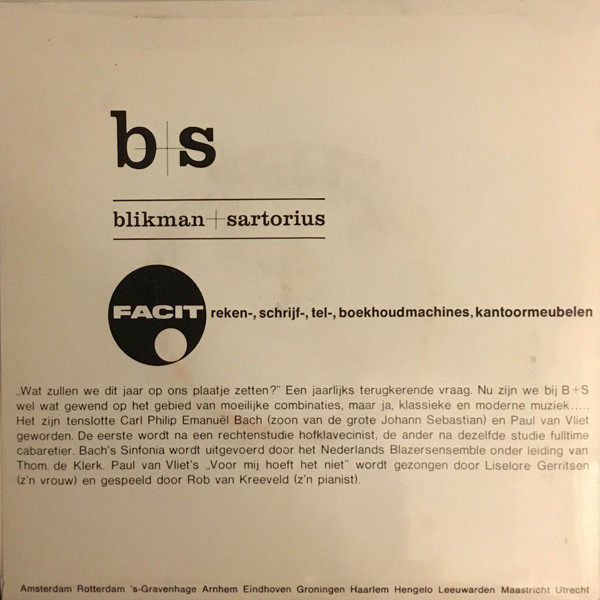 b+s
blikman+sartorius
FACIT reken-, schrijf-, tel-, boekhoudmachines, kantoormeubelen
„Wat zullen we dit jaar op ons plaatje zetten?" Een jaarlijks terugkerende vraag. Nu zijn we bij B+S
wel wat gewend op het gebied van moeilijke combinaties, maar ja, klassieke en moderne muziek.....
Het zijn tenslotte Carl Philip Emanuël Bach (zoon van de grote Johann Sebastian) en Paul van Vliet
geworden. De eerste wordt na een rechtenstudie hofklavecinist, de ander na dezelfde studie fulltime
cabaretier. Bach's Sinfonia wordt uitgevoerd door het Nederlands Blazersensemble onder leiding van
Thom. de Klerk. Paul van Vliet's „Voor mij hoeft het niet" wordt gezongen door Liselore Gerritsen
(z'n vrouw) en gespeeld door Rob van Kreeveld (z'n pianist).
Amsterdam Rotterdam 's-Gravenhage Arnhem Eindhoven Groningen Haarlem Hengelo Leeuwarden Maastricht Utrecht